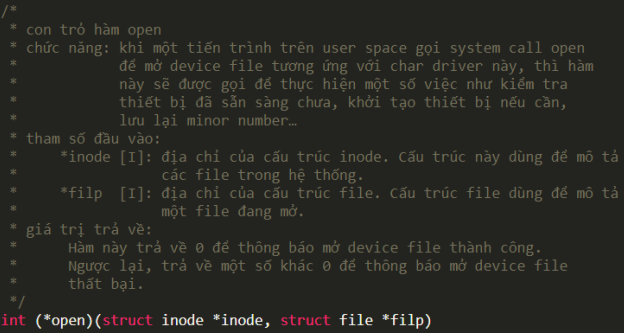 /*
 * con trỏ hàm open
 * chức năng: khi một tiến trình trên user space gọi system call open
 *            để mở device file tương ứng với char driver này, thì hàm
 *            này sẽ được gọi để thực hiện một số việc như kiểm tra
 *            thiết bị đã sẵn sàng chưa, khởi tạo thiết bị nếu cần,
 *            lưu lại minor number…
 * tham số đầu vào:
 *     *inode [I]: địa chỉ của cấu trúc inode. Cấu trúc này dùng để mô tả
 *                 các file trong hệ thống.
 *     *filp  [I]: địa chỉ của cấu trúc file. Cấu trúc file dùng để mô tả
 *                 một file đang mở.
 * giá trị trả về:
 *      Hàm này trả về 0 để thông báo mở device file thành công.
 *      Ngược lại, trả về một số khác 0 để thông báo mở device file
 *      thất bại.
 */
int (*open)(struct inode *inode, struct file *filp)